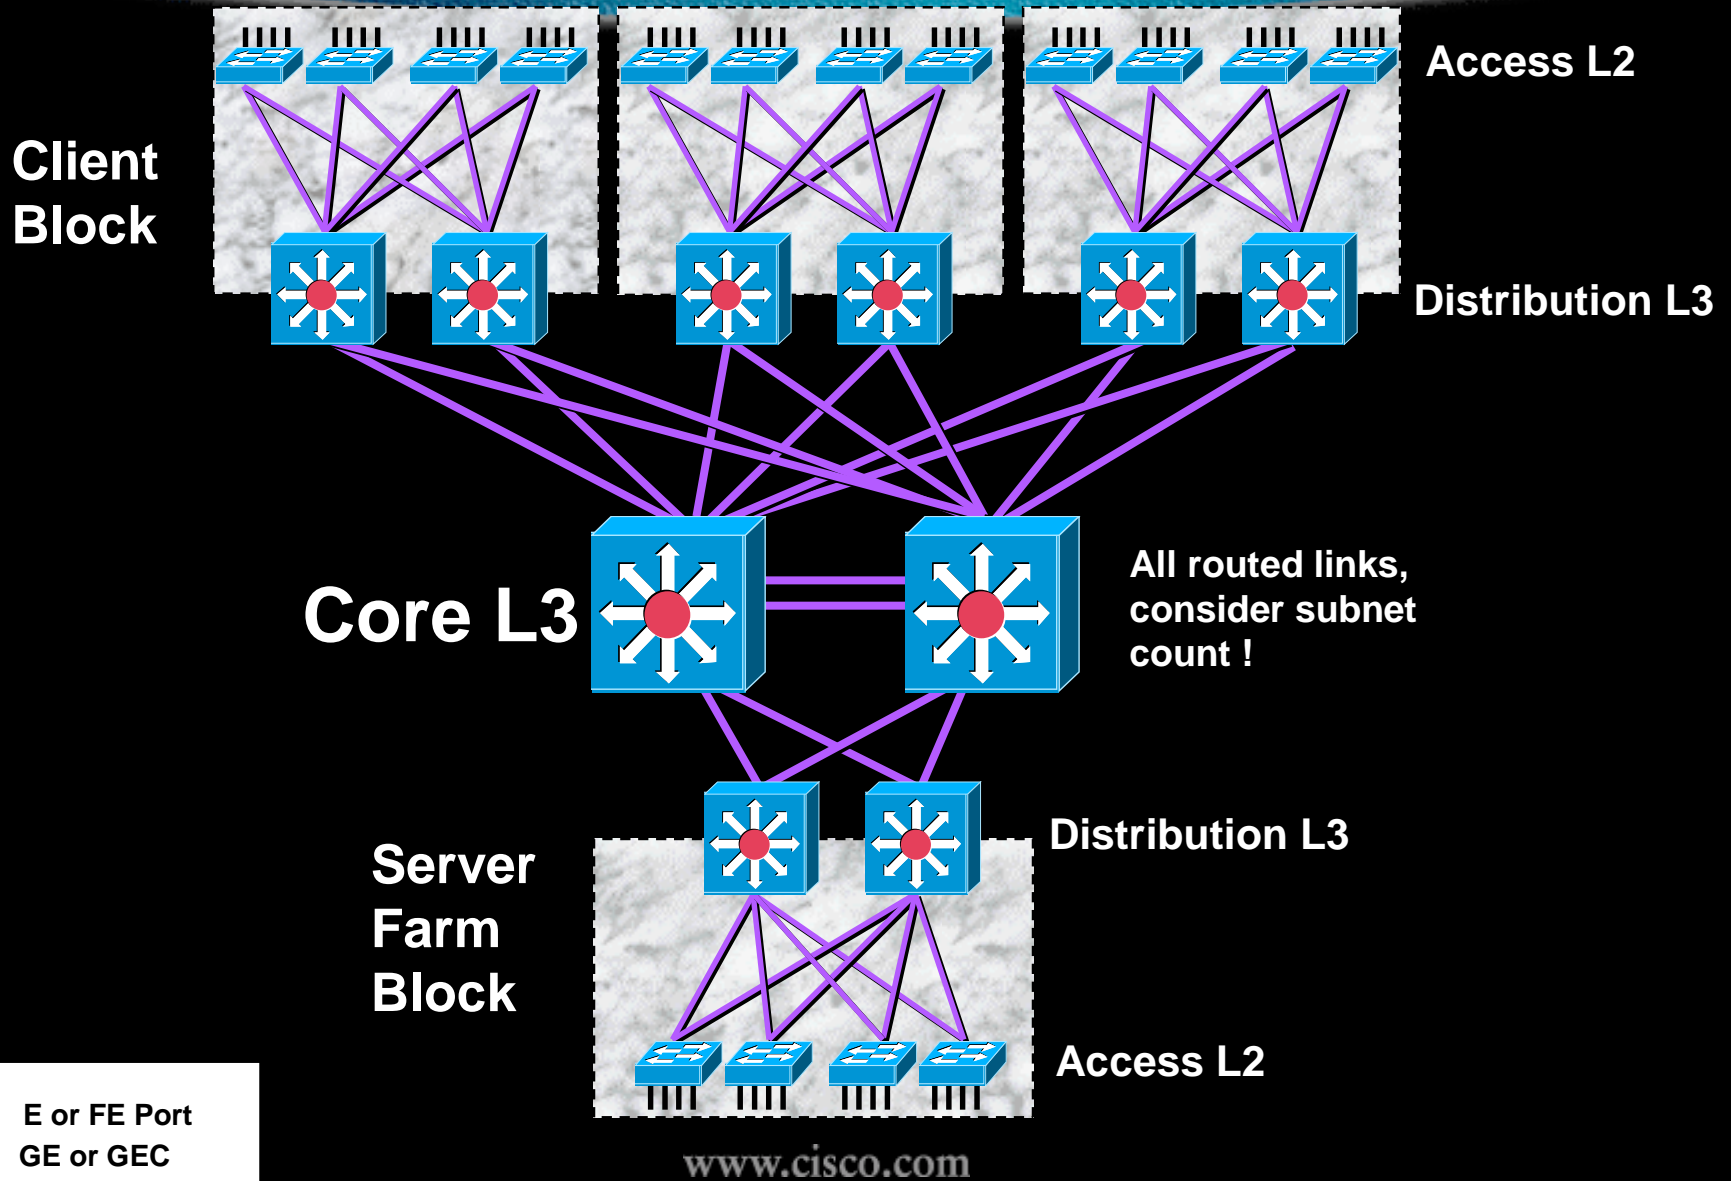 Access L2
Client
Block
Distribution L3
Core L3
All routed links,
consider subnet
count !
Distribution L3
Server
Farm
Block
Access L2
E or FE Port
GE or GEC
www.cisco.com